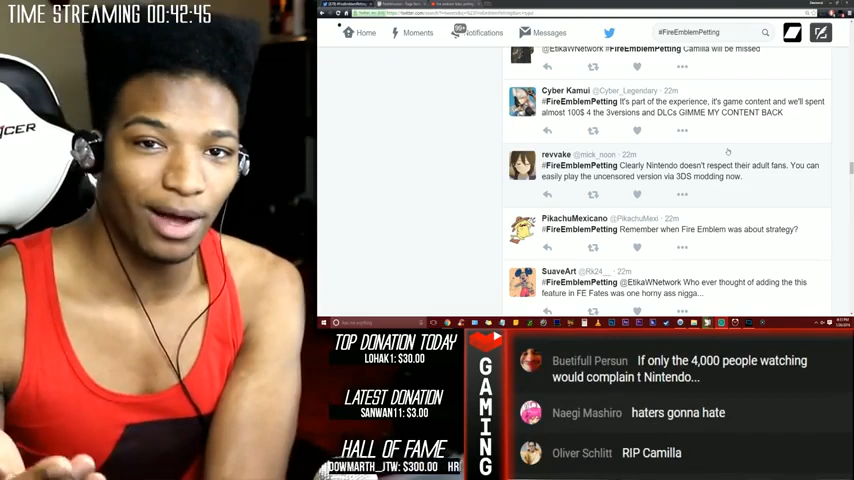 TIME STREAMING 00:42:45
Home
Moments
99+
Notifications
Messages
#FireEmblemPetting
@EtikaWNetwork #FireEmblemPetting Camilla will be missed
Cyber Kamui @Cyber_Legendary · 22m
#FireEmblemPetting It's part of the experience, it's game content and we'll spent
almost 100$ 4 the 3versions and DLCs GIMME MY CONTENT BACK
revvake @mick_noon · 22m
#FireEmblemPetting Clearly Nintendo doesn't respect their adult fans. You can
easily play the uncensored version via 3DS modding now.
PikachuMexicano @PikachuMexi · 22m
#FireEmblemPetting Remember when Fire Emblem was about strategy?
SuaveArt @Rk24__ · 22m
#FireEmblemPetting @EtikaWNetwork Who ever thought of adding the this
feature in FE Fates was one horny ass nigga...
TOP DONATION TODAY
LOHAK1: $30.00
LATEST DONATION
SANWAN11: $3.00
HALL OF FAME
DOWMARTH_JTW: $300.00 HR
GAMING
Buetifull Persun If only the 4,000 people watching
would complain t Nintendo...
Naegi Mashiro haters gonna hate
Oliver Schlitt RIP Camilla